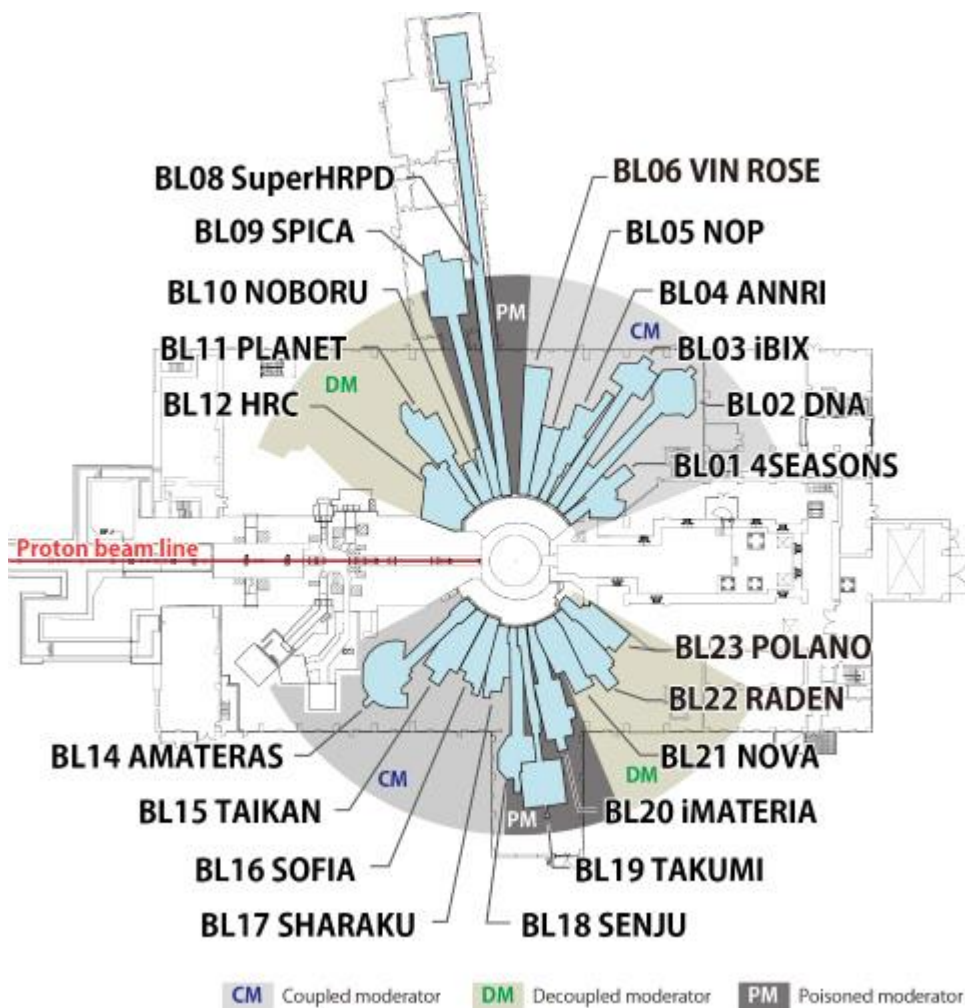 BL08 SuperHRPD
BL09 SPICA
BL10 NOBORU
BL11 PLANET
BL12 HRC
BL06 VIN ROSE
BL05 NOP
BL04 ANNRI
BL03 iBIX
BL02 DNA
BL01 4SEASONS
PM
CM
DM
Proton beam line
BL23 POLANO
BL22 RADEN
BL21 NOVA
BL20 iMATERIA
BL19 TAKUMI
BL18 SENJU
BL14 AMATERAS
BL15 TAIKAN
BL16 SOFIA
BL17 SHARAKU
CM
PM
DM
CM Coupled moderator DM Decoupled moderator PM Poisoned moderator